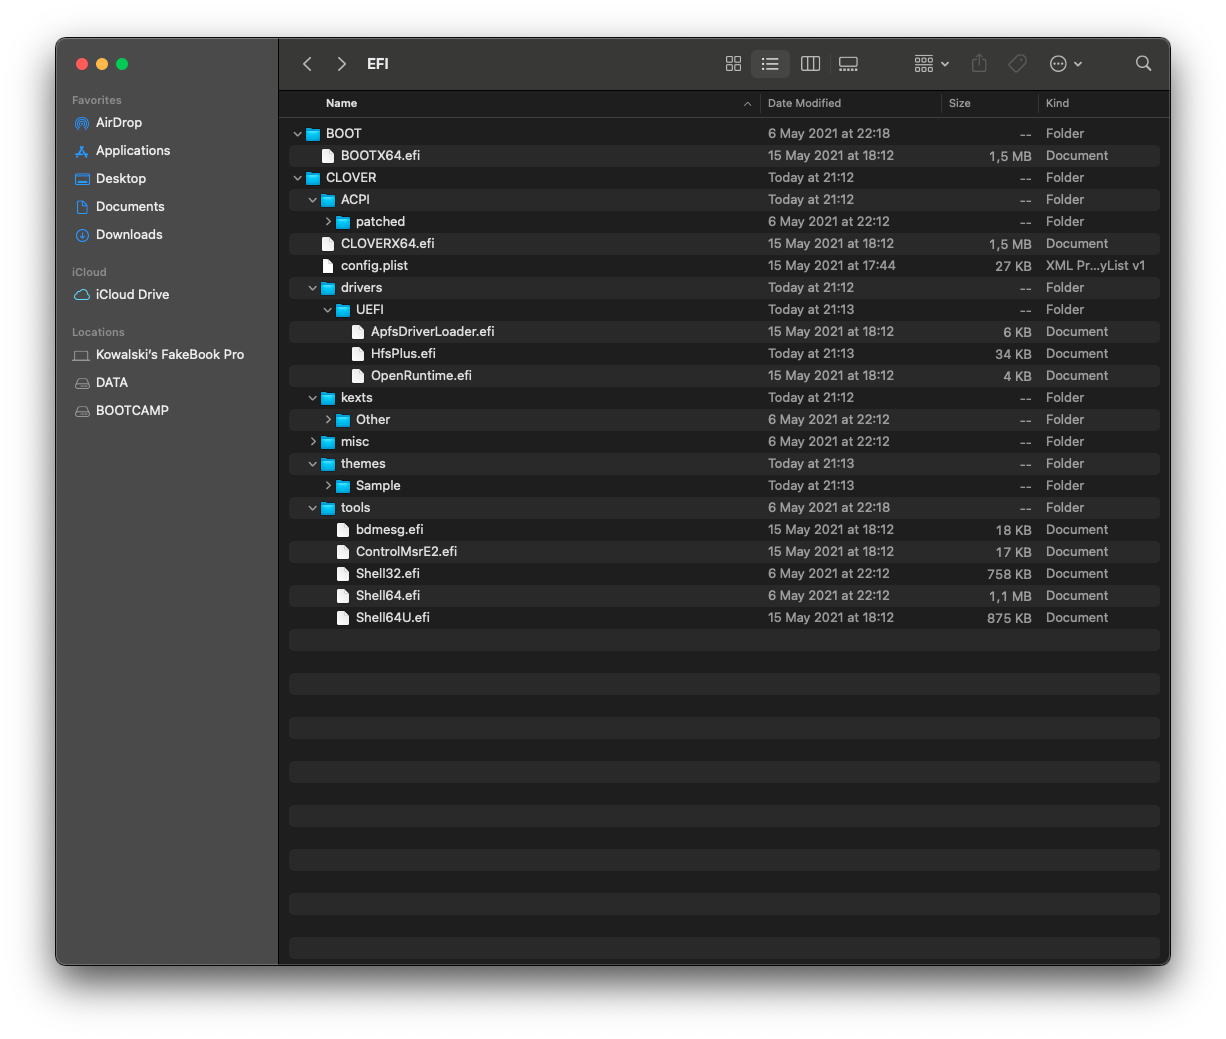 EFI
Favorites
AirDrop
Applications
Desktop
Documents
Downloads
iCloud
iCloud Drive
Locations
Kowalski's FakeBook Pro
DATA
BOOTCAMP
Name Date Modified Size Kind
BOOT 6 May 2021 at 22:18 -- Folder
BOOTX64.efi 15 May 2021 at 18:12 1,5 MB Document
CLOVER Today at 21:12 -- Folder
ACPI Today at 21:12 -- Folder
patched 6 May 2021 at 22:12 -- Folder
CLOVERX64.efi 15 May 2021 at 18:12 1,5 MB Document
config.plist 15 May 2021 at 17:44 27 KB XML Pr...yList v1
drivers Today at 21:12 -- Folder
UEFI Today at 21:13 -- Folder
ApfsDriverLoader.efi 15 May 2021 at 18:12 6 KB Document
HfsPlus.efi Today at 21:13 34 KB Document
OpenRuntime.efi 15 May 2021 at 18:12 4 KB Document
kexts Today at 21:12 -- Folder
Other 6 May 2021 at 22:12 -- Folder
misc 6 May 2021 at 22:12 -- Folder
themes Today at 21:13 -- Folder
Sample Today at 21:13 -- Folder
tools 6 May 2021 at 22:18 -- Folder
bdmesg.efi 15 May 2021 at 18:12 18 KB Document
ControlMsrE2.efi 15 May 2021 at 18:12 17 KB Document
Shell32.efi 6 May 2021 at 22:12 758 KB Document
Shell64.efi 6 May 2021 at 22:12 1,1 MB Document
Shell64U.efi 15 May 2021 at 18:12 875 KB Document